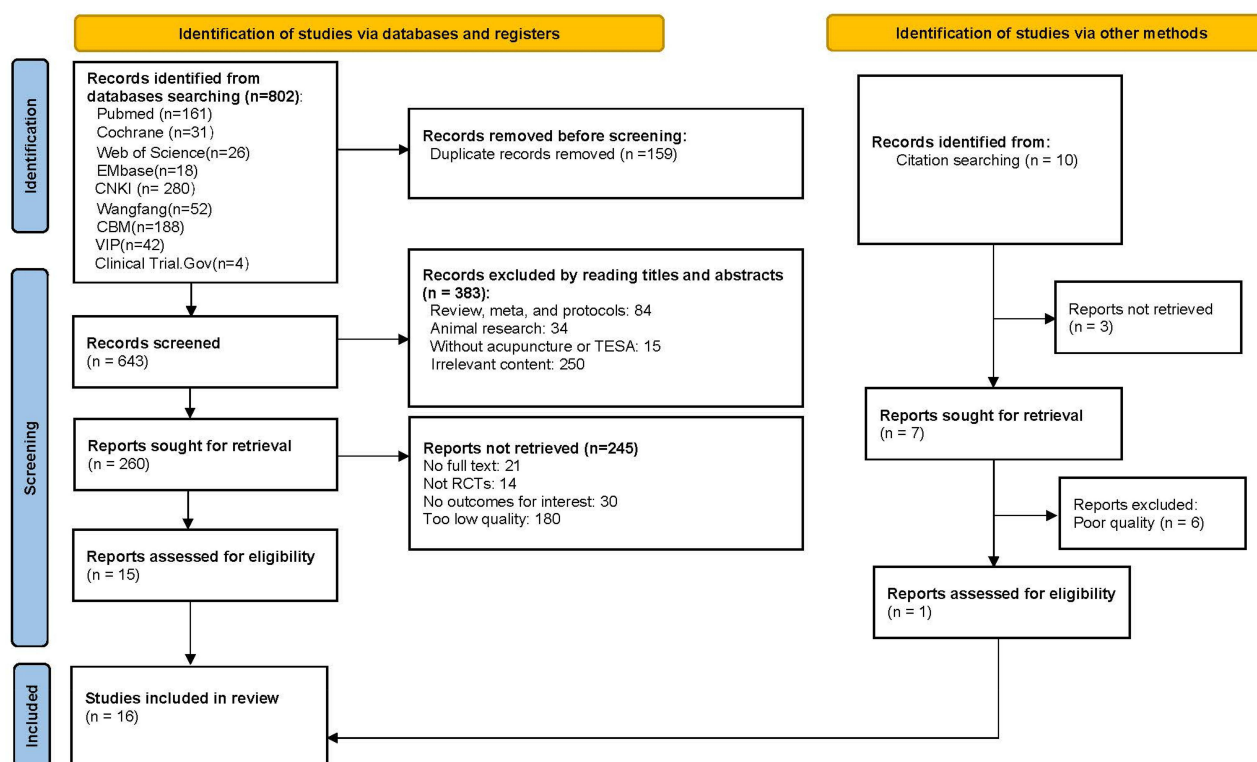 Identification of studies via databases and registers
Identification of studies via other methods
Identification
Records identified from
databases searching (n=802):
Pubmed (n=161)
Cochrane (n=31)
Web of Science(n=26)
EMbase(n=18)
CNKI (n= 280)
Wangfang(n=52)
CBM(n=188)
VIP(n=42)
Clinical Trial.Gov(n=4)
Records removed before screening:
Duplicate records removed (n =159)
Records identified from:
Citation searching (n = 10)
Screening
Records screened
(n = 643)
Records excluded by reading titles and abstracts
(n = 383):
Review, meta, and protocols: 84
Animal research: 34
Without acupuncture or TESA: 15
Irrelevant content: 250
Reports not retrieved
(n = 3)
Reports sought for retrieval
(n = 260)
Reports not retrieved (n=245)
No full text: 21
Not RCTs: 14
No outcomes for interest: 30
Too low quality: 180
Reports sought for retrieval
(n = 7)
Reports excluded:
Poor quality (n = 6)
Reports assessed for eligibility
(n = 15)
Reports assessed for eligibility
(n = 1)
Included
Studies included in review
(n = 16)